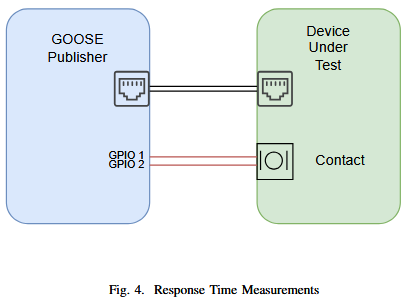 GOOSE
Publisher
Device
Under
Test
GPIO 1
GPIO 2
Contact
Fig. 4. Response Time Measurements